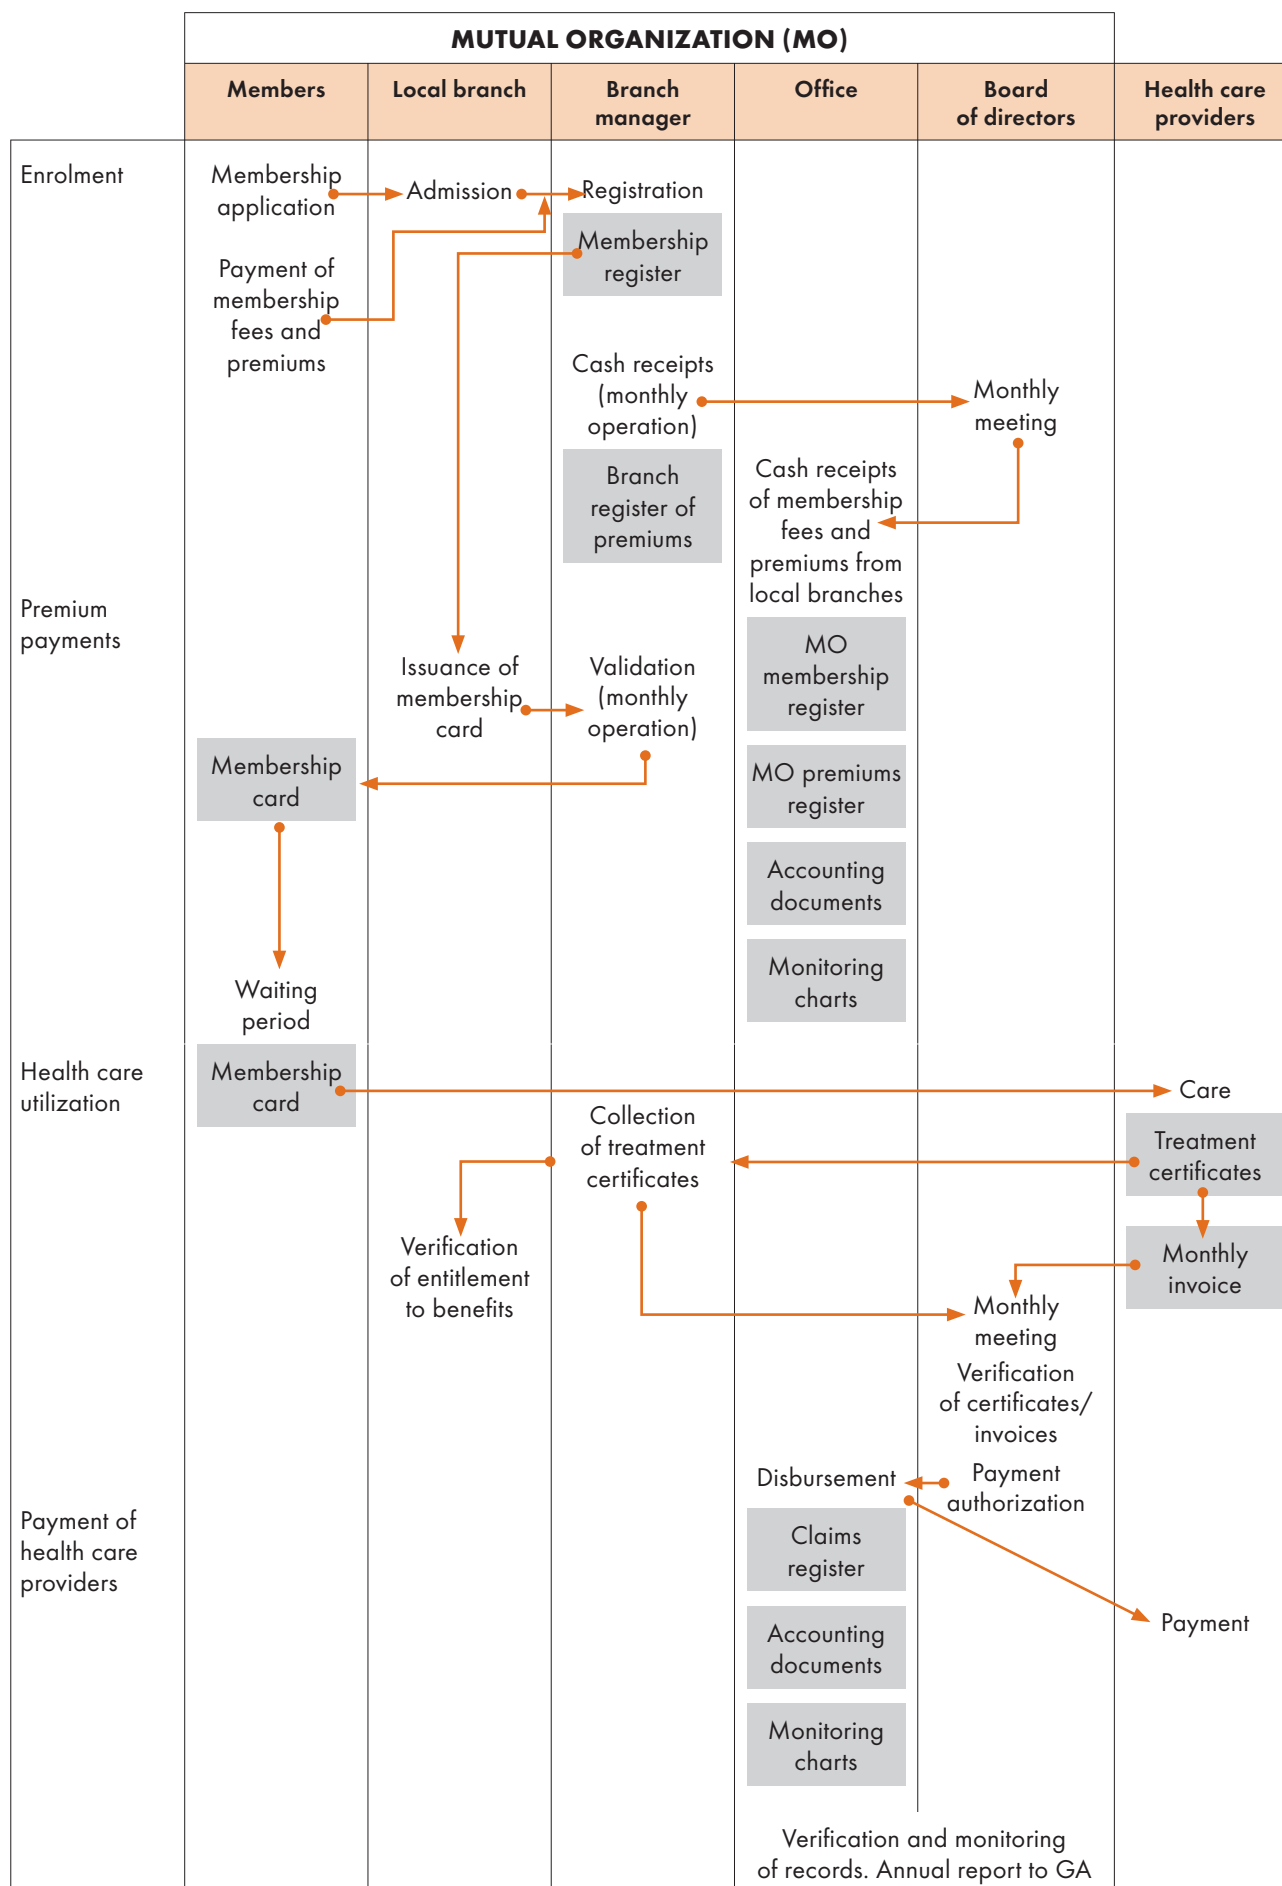 MUTUAL ORGANIZATION (MO)
Members
Local branch
Branch
manager
Office
Board
of directors
Health care
providers
Enrolment
Membership
application
Admission
Registration
Membership
register
Payment of
membership
fees and
premiums
Cash receipts
(monthly
operation)
Monthly
meeting
Branch
register of
premiums
Cash receipts
of membership
fees and
premiums from
local branches
Premium
payments
MO
membership
register
Issuance of
membership
card
Validation
(monthly
operation)
Membership
card
MO premiums
register
Accounting
documents
Monitoring
charts
Waiting
period
Health care
utilization
Membership
card
Care
Collection
of treatment
certificates
Treatment
certificates
Verification
of entitlement
to benefits
Monthly
invoice
Monthly
meeting
Verification
of certificates/
invoices
Disbursement
Payment
authorization
Payment of
health care
providers
Claims
register
Payment
Accounting
documents
Monitoring
charts
Verification and monitoring
of records. Annual report to GA